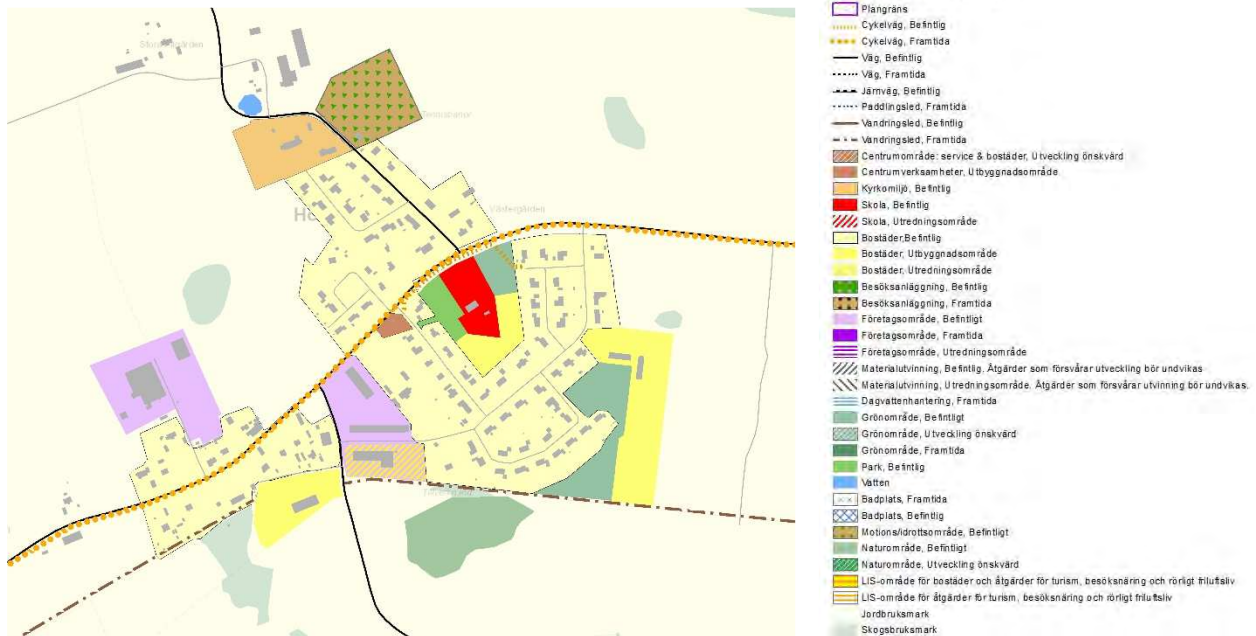 Plangräns
Cykelväg, Befintlig
Cykelväg, Framtida
Väg, Befintlig
Väg, Framtida
Järnväg, Befintlig
Paddlingsled, Framtida
Vandringsled, Befintlig
Vandringsled, Framtida
Centrumområde: service & bostäder, Utveckling önskvärd
Centrumverksamheter, Utbyggnadsområde
Kyrkomiljö, Befintlig
Skola, Befintlig
Skola, Utredningsområde
Bostäder,Befintlig
Bostäder, Utbyggnadsområde
Bostäder, Utredningsområde
Besöksanläggning, Befintlig
Besöksanläggning, Framtida
Företagsområde, Befintligt
Företagsområde, Framtida
Företagsområde, Utredningsområde
Materialutvinning, Befintlig. Åtgärder som försvårar utveckling bör undvikas
Materialutvinning, Utredningsområde. Åtgärder som försvårar utvinning bör undvikas.
Dagvattenhantering, Framtida
Grönområde, Befintligt
Grönområde, Utveckling önskvärd
Grönområde, Framtida
Park, Befintlig
Vatten
Badplats, Framtida
Badplats, Befintlig
Motions/idrottsområde, Befintligt
Naturområde, Befintligt
Naturområde, Utveckling önskvärd
LIS-område för bostäder och åtgärder för turism, besöksnäring och rörligt friluftsliv
LIS-område för åtgärder för turism, besöksnäring och rörligt friluftsliv
Jordbruksmark
Skogsbruksmark
Västergården